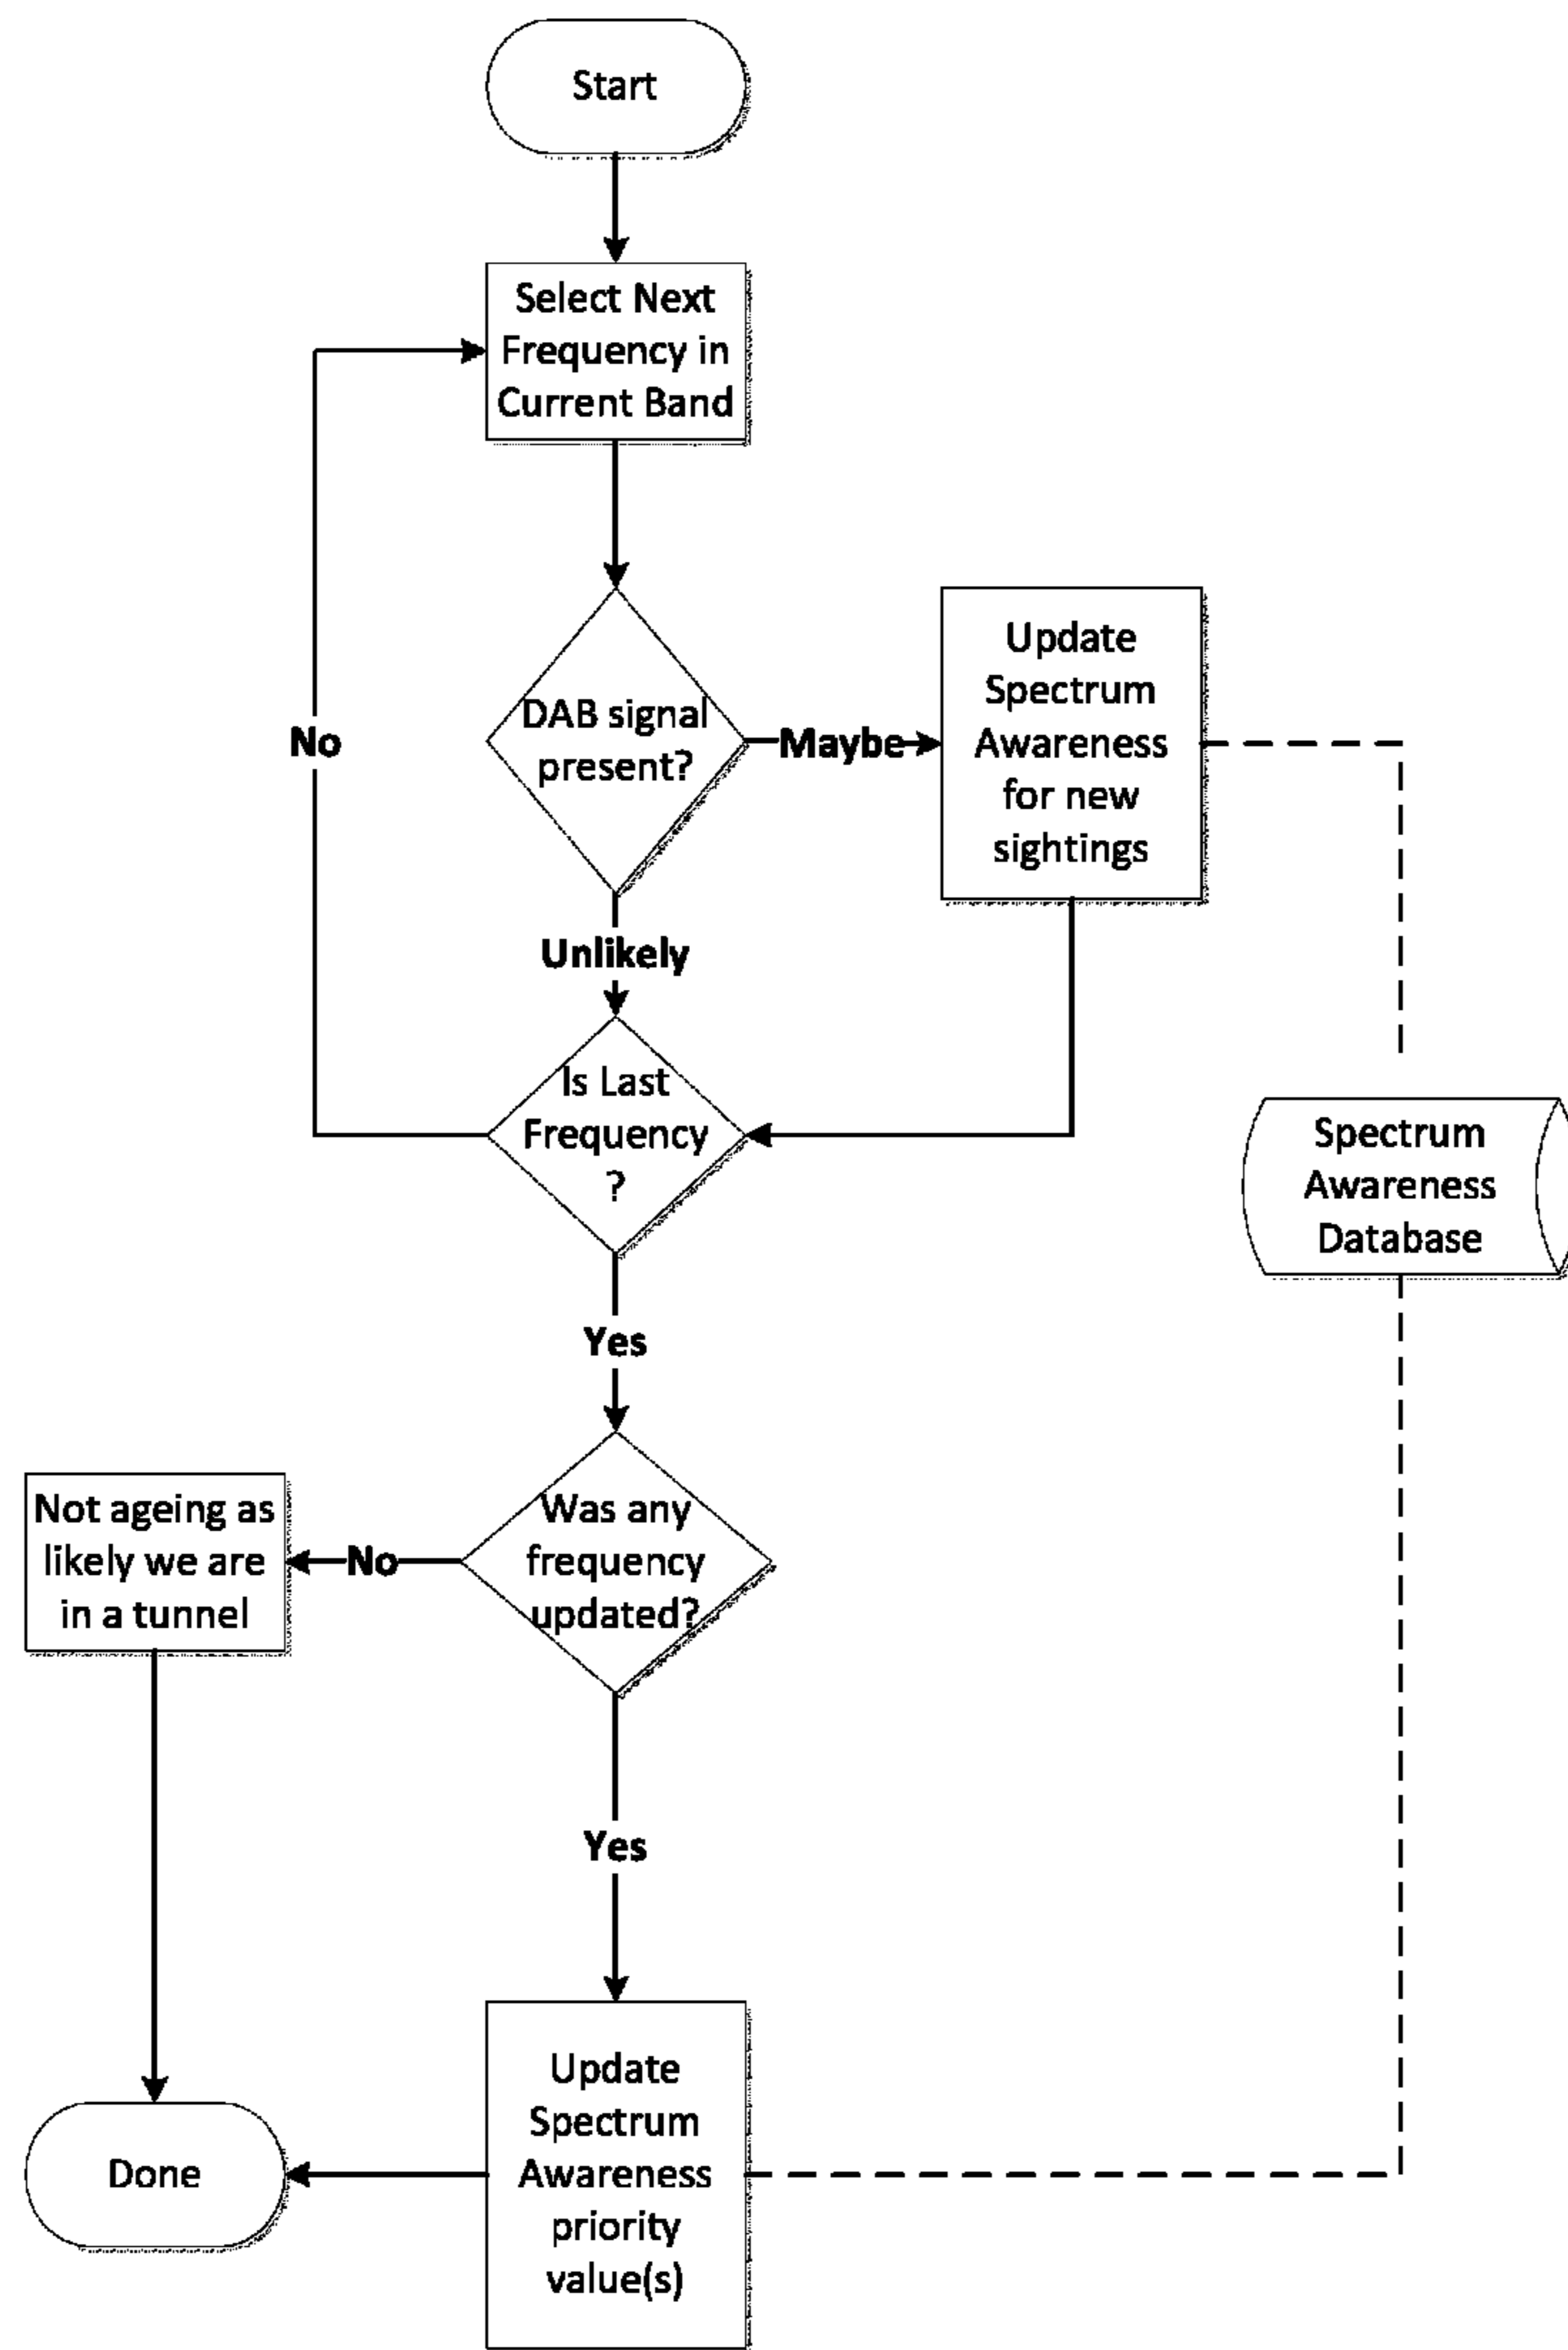 Start
Select Next
Frequency in
Current Band
DAB signal
present?
Maybe
Update
Spectrum
Awareness
for new
sightings
No
Unlikely
Is Last
Frequency
?
Spectrum
Awareness
Database
Yes
Was any
frequency
updated?
No
Not ageing as
likely we are
in a tunnel
Yes
Update
Spectrum
Awareness
priority
value(s)
Done